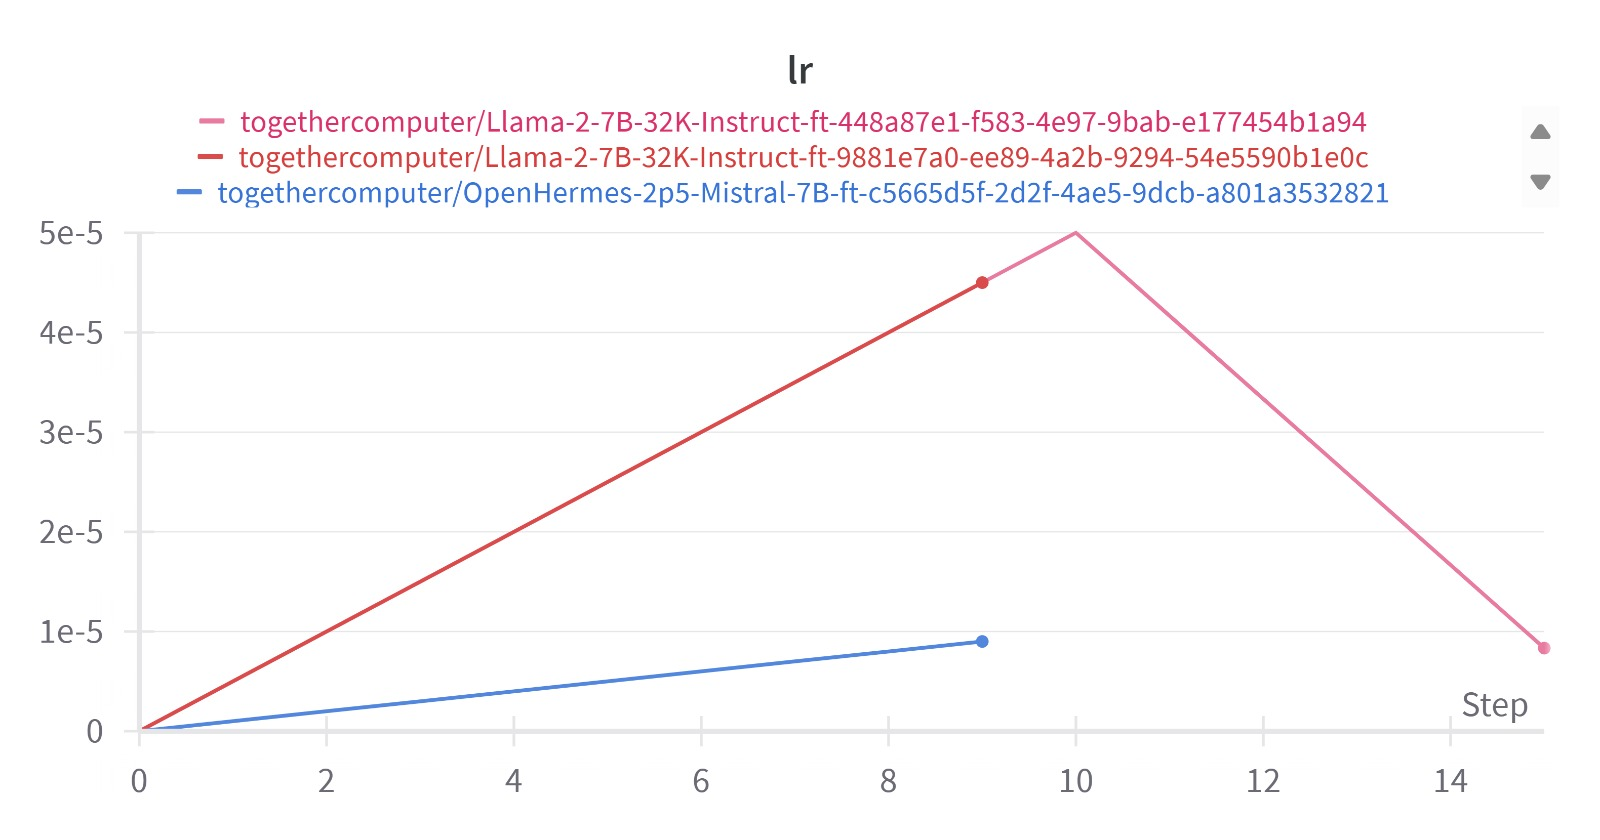 lr
togethercomputer/Llama-2-7B-32K-Instruct-ft-448a87e1-f583-4e97-9bab-e177454b1a94
togethercomputer/Llama-2-7B-32K-Instruct-ft-9881e7a0-ee89-4a2b-9294-54e5590b1e0c
togethercomputer/OpenHermes-2p5-Mistral-7B-ft-c5665d5f-2d2f-4ae5-9dcb-a801a3532821
5e-5
4e-5
3e-5
2e-5
1e-5
Step
0
0 2 4 6 8 10 12 14